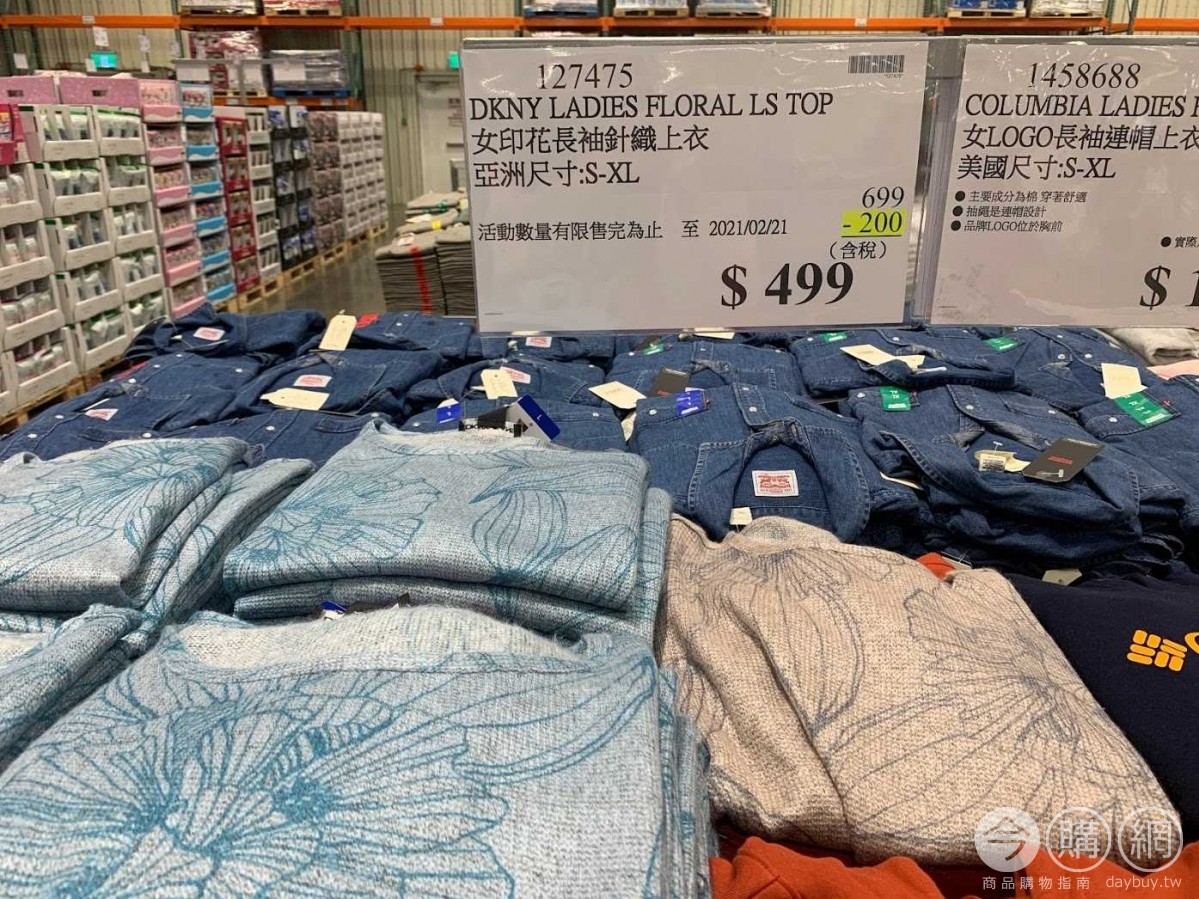 127475
DKNY LADIES FLORAL LS TOP
女印花長袖針織上衣
亞洲尺寸:S-XL
699
-200
活動數量有限售完為止 至 2021/02/21
(含稅)
$ 499
1458688
COLUMBIA LADIES
女LOGO長袖連帽上衣
美國尺寸:S-XL
● 主要成分為棉 穿著舒適
● 抽繩是連帽設計
● 品牌LOGO位於胸前
● 實際
$ 1
今購網
商品購物指南 daybuy.tw